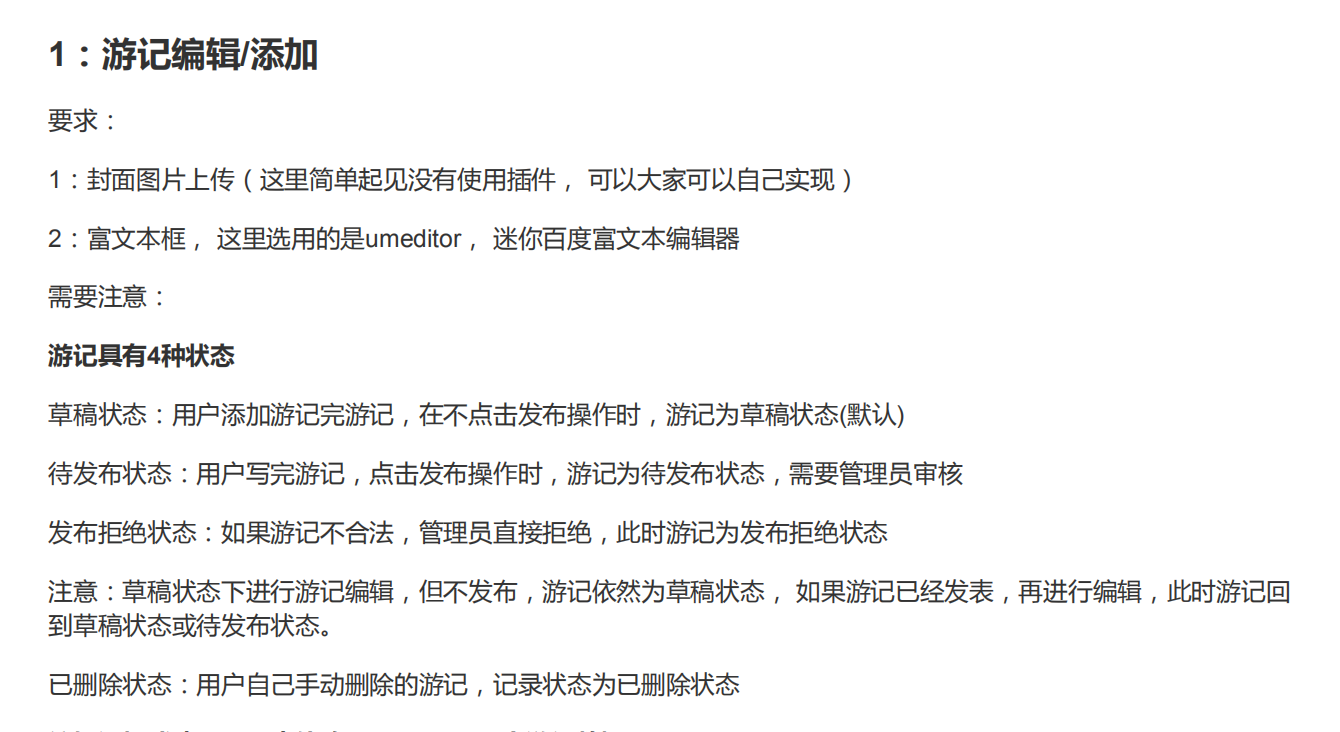 1：游记编辑/添加
要求：
1：封面图片上传（这里简单起见没有使用插件， 可以大家可以自己实现）
2：富文本框， 这里选用的是umeditor， 迷你百度富文本编辑器
需要注意：
游记具有4种状态
草稿状态：用户添加游记完游记，在不点击发布操作时，游记为草稿状态(默认)
待发布状态：用户写完游记，点击发布操作时，游记为待发布状态，需要管理员审核
发布拒绝状态：如果游记不合法，管理员直接拒绝，此时游记为发布拒绝状态
注意：草稿状态下进行游记编辑，但不发布，游记依然为草稿状态， 如果游记已经发表，再进行编辑，此时游记回
到草稿状态或待发布状态。
已删除状态：用户自己手动删除的游记，记录状态为已删除状态